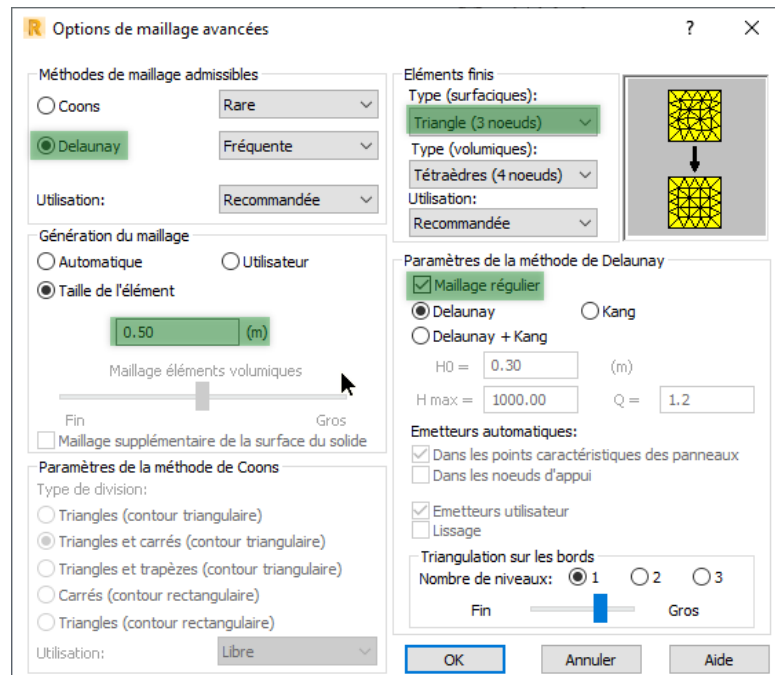 R Options de maillage avancées
?
Méthodes de maillage admissibles
Coons
Rare
Delaunay
Fréquente
Utilisation:
Recommandée
Génération du maillage
Automatique
Utilisateur
Taille de l'élément
0.50
(m)
Maillage éléments volumiques
Fin
Gros
Maillage supplémentaire de la surface du solide
Paramètres de la méthode de Coons
Type de division:
Triangles (contour triangulaire)
Triangles et carrés (contour triangulaire)
Triangles et trapèzes (contour triangulaire)
Carrés (contour rectangulaire)
Triangles (contour rectangulaire)
Utilisation:
Libre
Eléments finis
Type (surfaciques):
Triangle (3 noeuds)
Type (volumiques):
Tétraèdres (4 noeuds)
Utilisation:
Recommandée
Paramètres de la méthode de Delaunay
Maillage régulier
Delaunay
Kang
Delaunay + Kang
H0 =
0.30
(m)
H max =
1000.00
Q =
1.2
Emetteurs automatiques:
Dans les points caractéristiques des panneaux
Dans les noeuds d'appui
Emetteurs utilisateur
Lissage
Triangulation sur les bords
Nombre de niveaux:
1
2
3
Fin
Gros
OK
Annuler
Aide